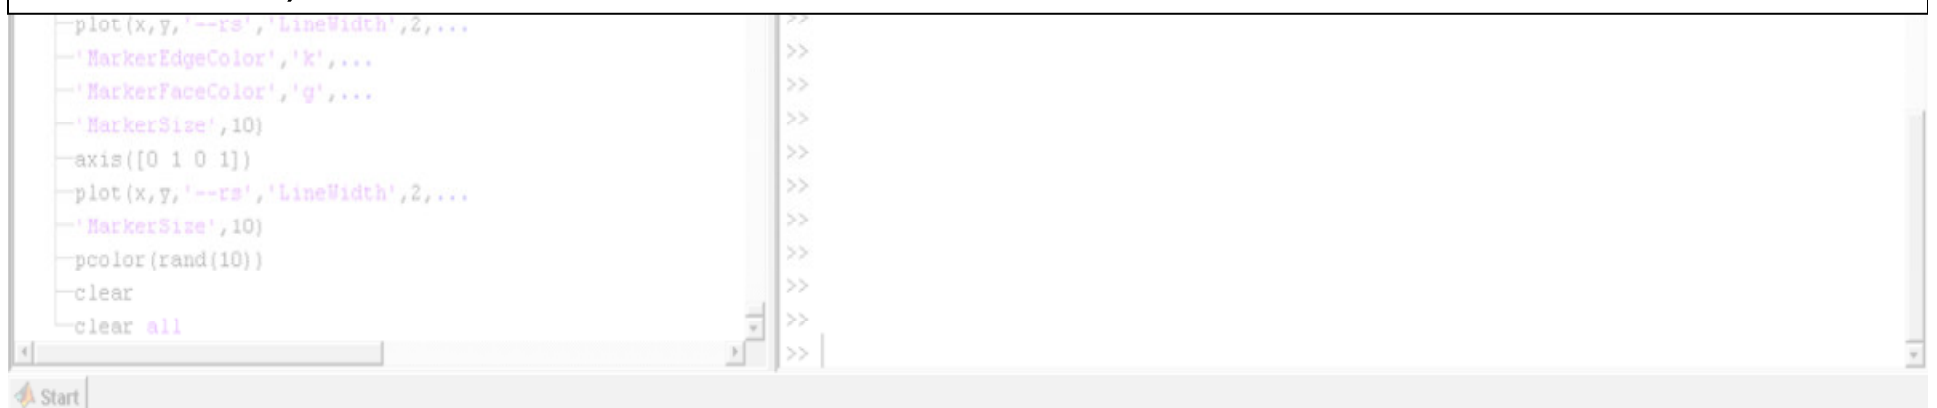 plot(x,y,'--rs','LineWidth',2,...
'MarkerEdgeColor','k',...
'MarkerFaceColor','g',...
'MarkerSize',10)
axis([0 1 0 1])
plot(x,y,'--rs','LineWidth',2,...
'MarkerSize',10)
pcolor(rand(10))
clear
clear all
>>
>>
>>
>>
>>
>>
>>
>>
>>
>>
>>
Start